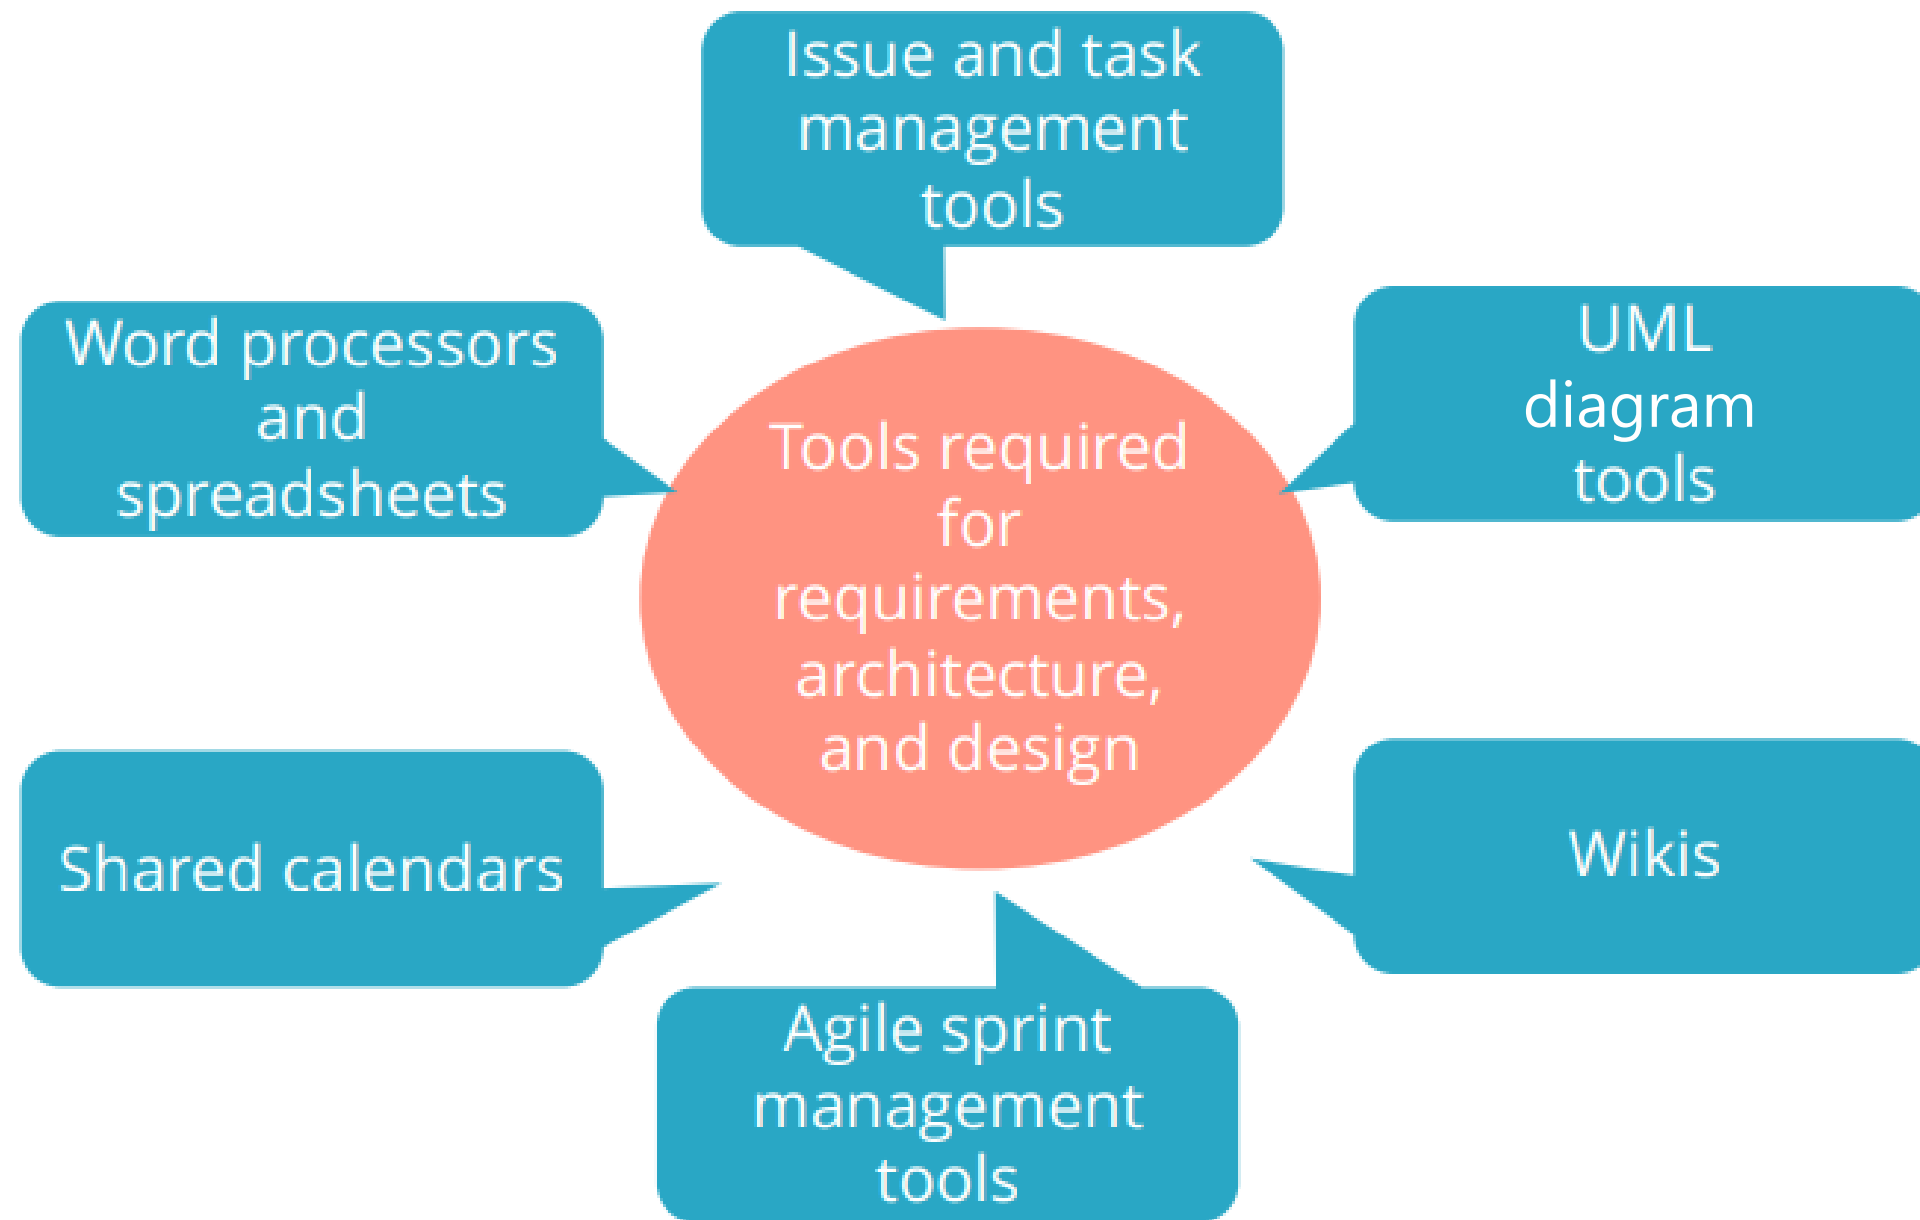 Issue and task
management
tools
Word processors
and
spreadsheets
UML
diagram
tools
Tools required
for
requirements,
architecture,
and design
Shared calendars
Wikis
Agile sprint
management
tools